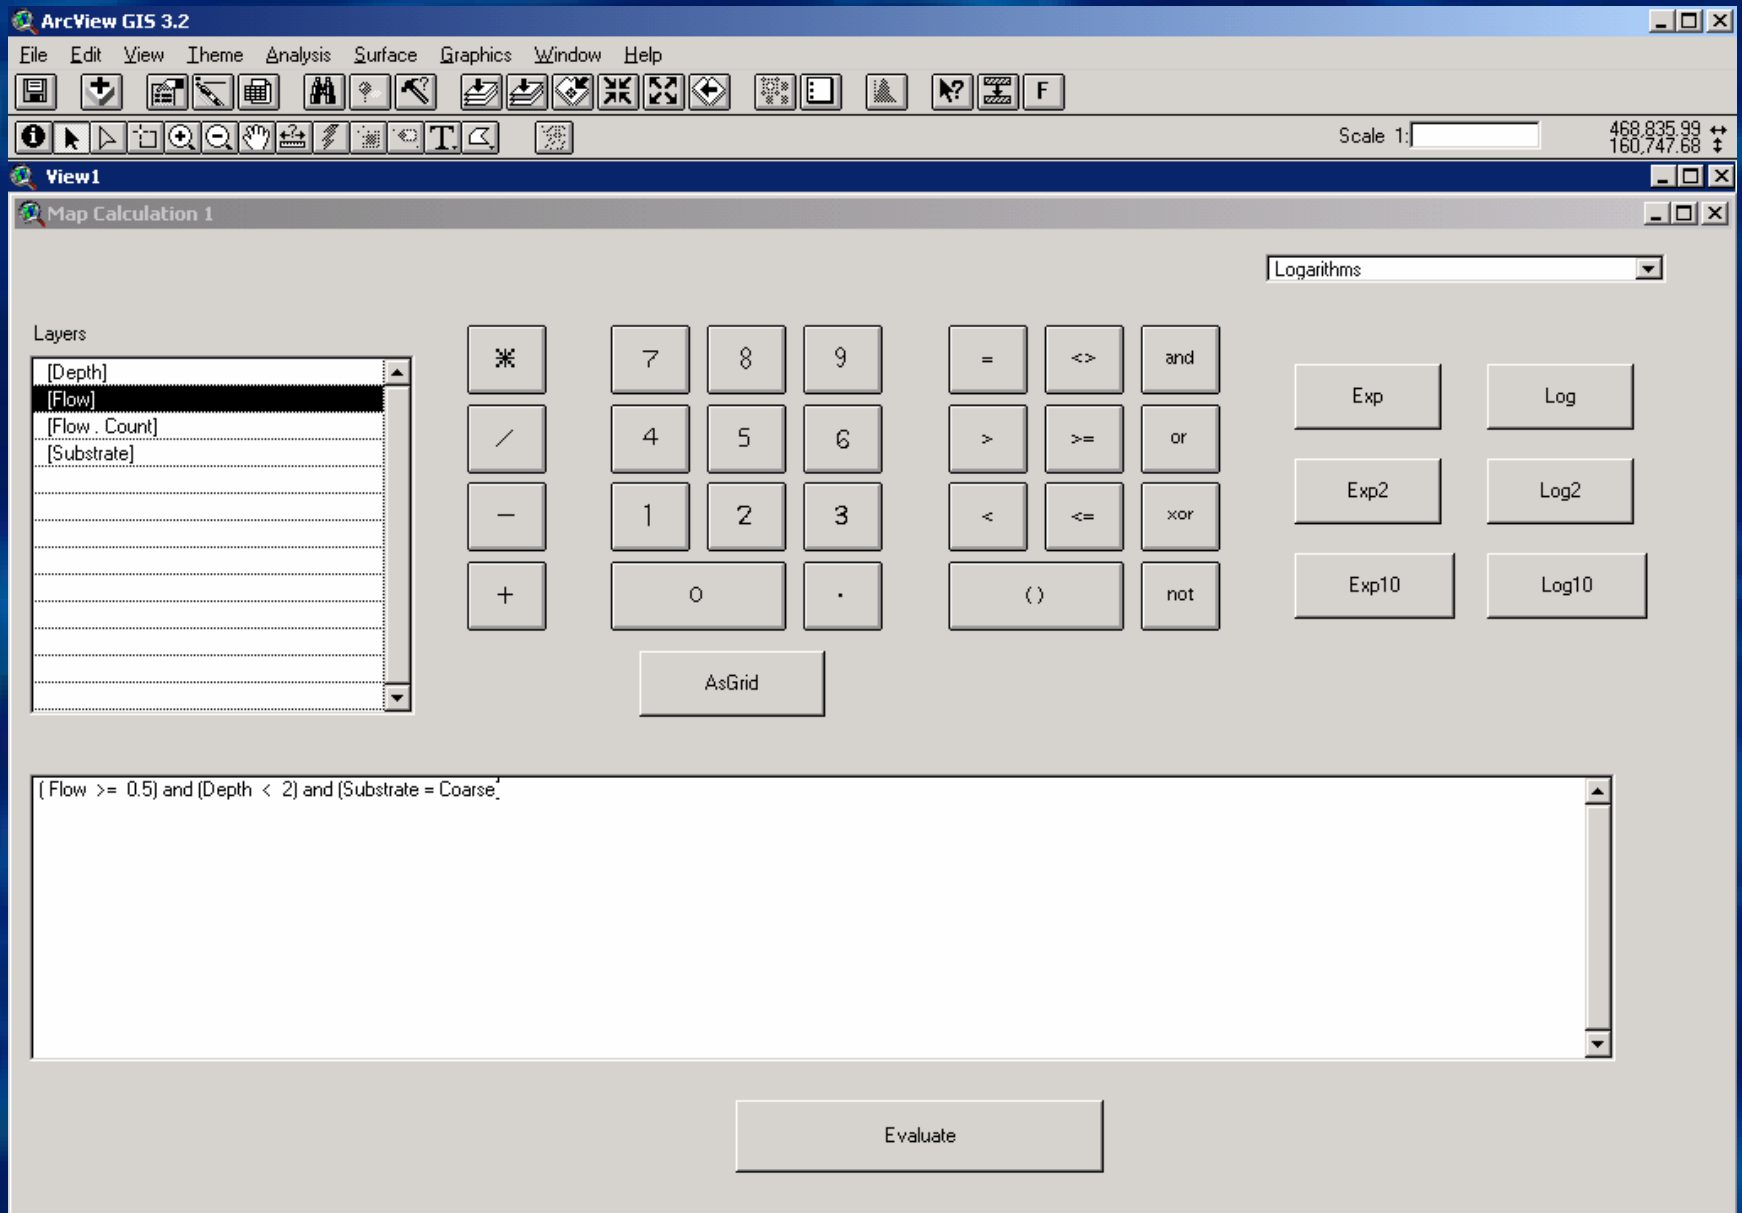 ArcView GIS 3.2
File Edit View Theme Analysis Surface Graphics Window Help
F
T
Scale 1:
468,835.99
160,747.68
View1
Map Calculation 1
Logarithms
Layers
[Depth]
[Flow]
[Flow . Count]
[Substrate]
* 7 8 9 = <> and
/ 4 5 6 > >= or
- 1 2 3 < <= xor
+ 0 . ( ) not
Exp Log
Exp2 Log2
Exp10 Log10
AsGrid
( Flow >= 0.5) and (Depth < 2) and (Substrate = Coarse
Evaluate